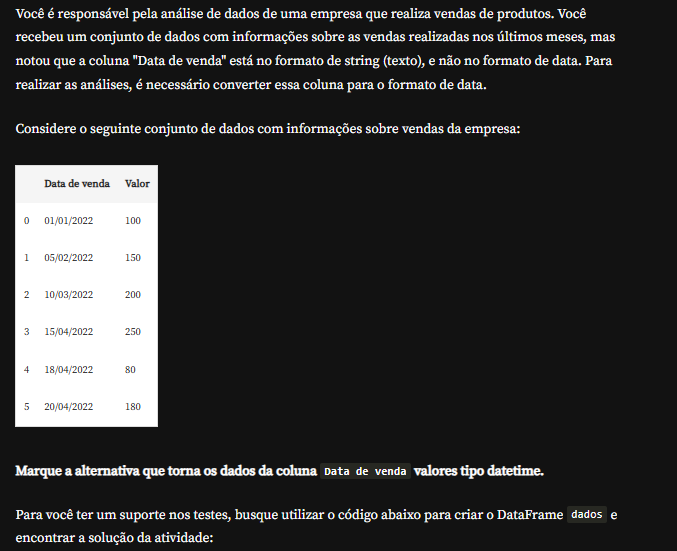 Você é responsável pela análise de dados de uma empresa que realiza vendas de produtos. Você
recebeu um conjunto de dados com informações sobre as vendas realizadas nos últimos meses, mas
notou que a coluna "Data de venda" está no formato de string (texto), e não no formato de data. Para
realizar as análises, é necessário converter essa coluna para o formato de data.
Considere o seguinte conjunto de dados com informações sobre vendas da empresa:
Data de venda Valor
0 01/01/2022 100
1 05/02/2022 150
2 10/03/2022 200
3 15/04/2022 250
4 18/04/2022 80
5 20/04/2022 180
Marque a alternativa que torna os dados da coluna Data de venda valores tipo datetime.
Para você ter um suporte nos testes, busque utilizar o código abaixo para criar o DataFrame dados e
encontrar a solução da atividade: